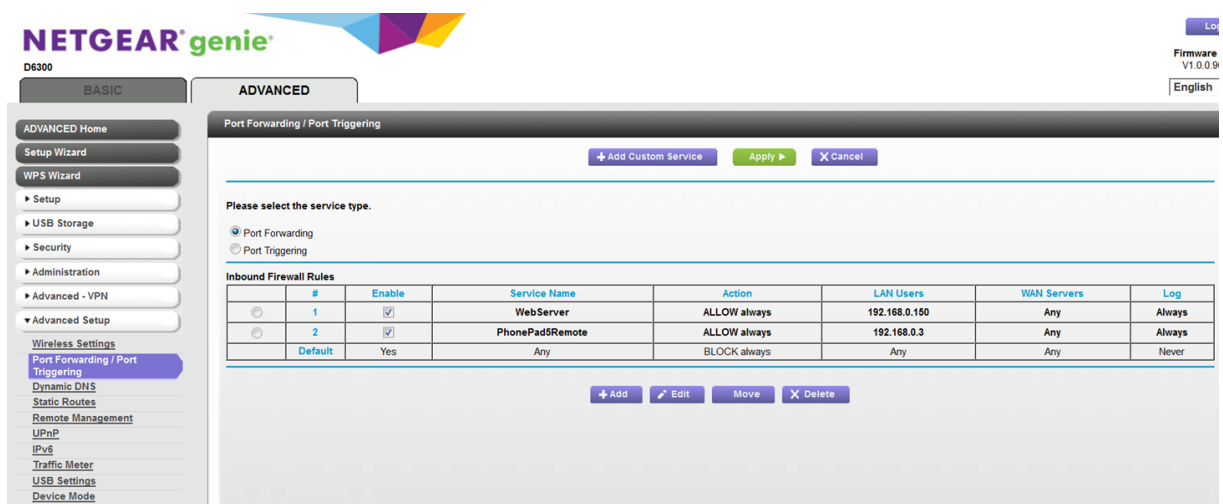 NETGEAR® genie®
D6300
Log
Firmware
V1.0.0.90
English
BASIC
ADVANCED
ADVANCED Home
Setup Wizard
WPS Wizard
Setup
USB Storage
Security
Administration
Advanced - VPN
Advanced Setup
Wireless Settings
Port Forwarding / Port
Triggering
Dynamic DNS
Static Routes
Remote Management
UPnP
IPv6
Traffic Meter
USB Settings
Device Mode
Port Forwarding / Port Triggering
Add Custom Service Apply Cancel
Please select the service type.
Port Forwarding
Port Triggering
Inbound Firewall Rules
# Enable Service Name Action LAN Users WAN Servers Log
1 WebServer ALLOW always 192.168.0.150 Any Always
2 PhonePad5Remote ALLOW always 192.168.0.3 Any Always
Default Yes Any BLOCK always Any Any Never
Add Edit Move Delete